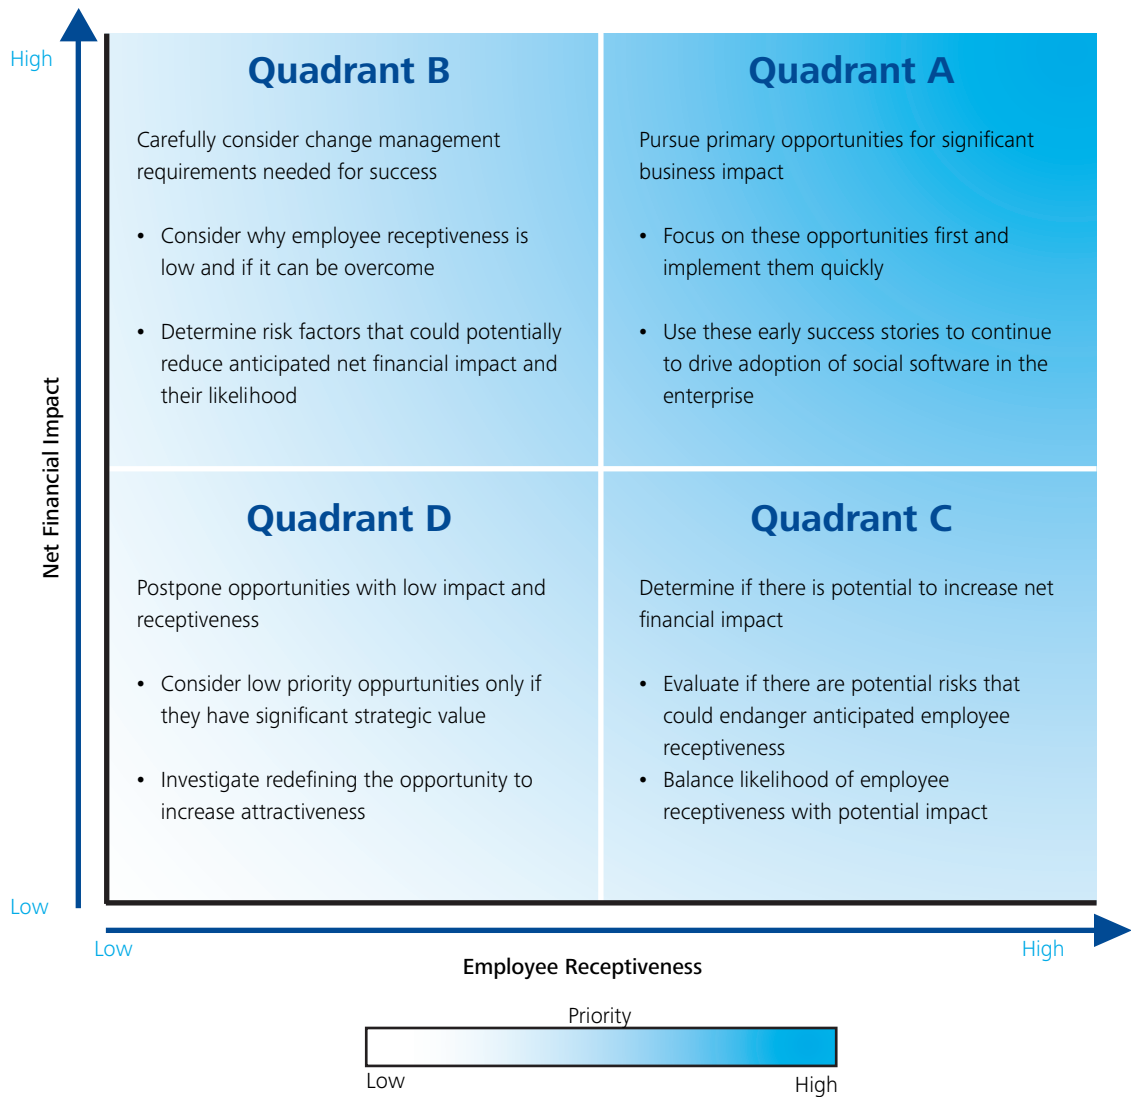 High
Quadrant B
Carefully consider change management
requirements needed for success
• Consider why employee receptiveness is
low and if it can be overcome
• Determine risk factors that could potentially
reduce anticipated net financial impact and
their likelihood
Quadrant A
Pursue primary opportunities for significant
business impact
• Focus on these opportunities first and
implement them quickly
• Use these early success stories to continue
to drive adoption of social software in the
enterprise
Net Financial Impact
Quadrant D
Postpone opportunities with low impact and
receptiveness
• Consider low priority oppurtunities only if
they have significant strategic value
• Investigate redefining the opportunity to
increase attractiveness
Quadrant C
Determine if there is potential to increase net
financial impact
• Evaluate if there are potential risks that
could endanger anticipated employee
receptiveness
• Balance likelihood of employee
receptiveness with potential impact
Low
Low
High
Employee Receptiveness
Priority
Low
High